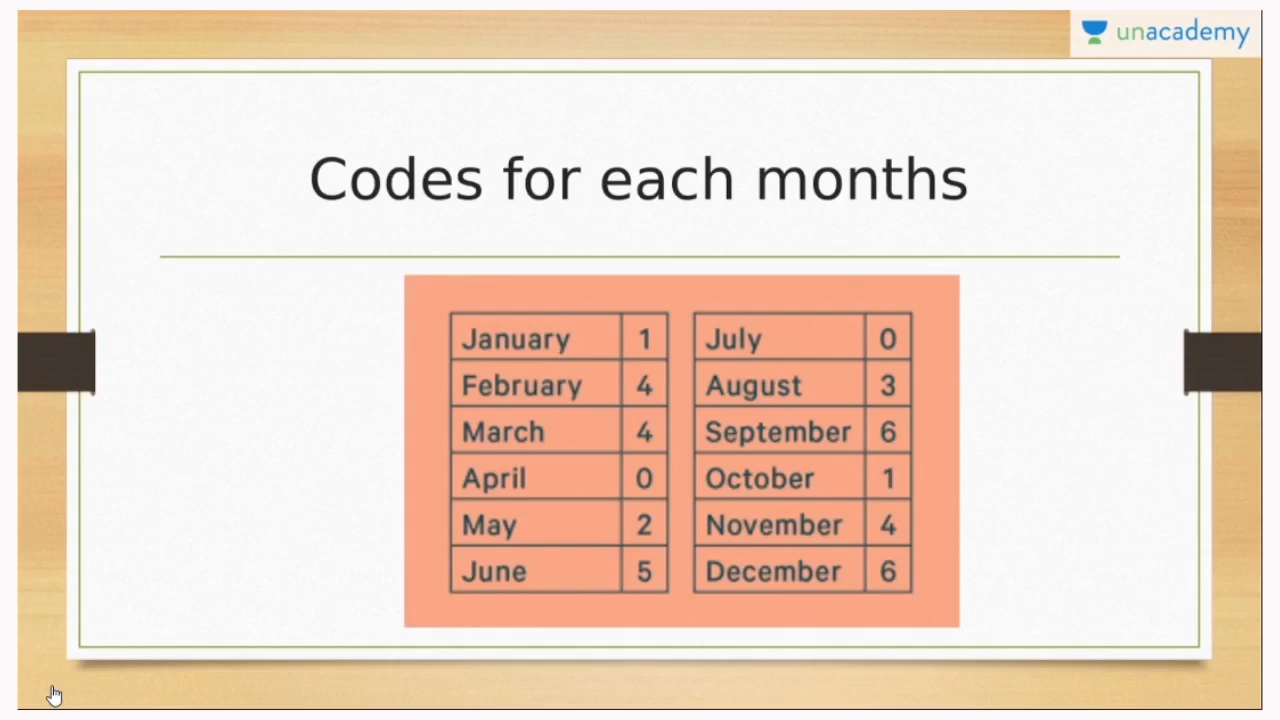 unacademy
Codes for each months
January 1 July 0
February 4 August 3
March 4 September 6
April 0 October 1
May 2 November 4
June 5 December 6